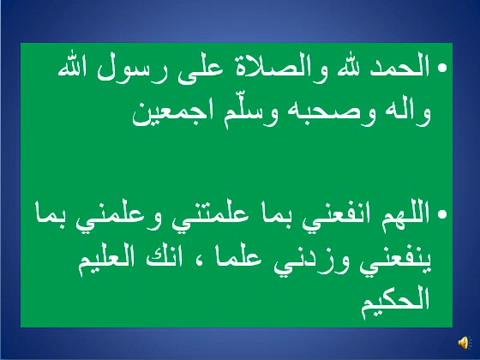 • الحمد لله والصلاة على رسول الله
واله وصحبه وسلّم اجمعين
• اللهم انفعني بما علمتني وعلمني بما
ينفعني وزدني علما ، انك العليم
الحكيم